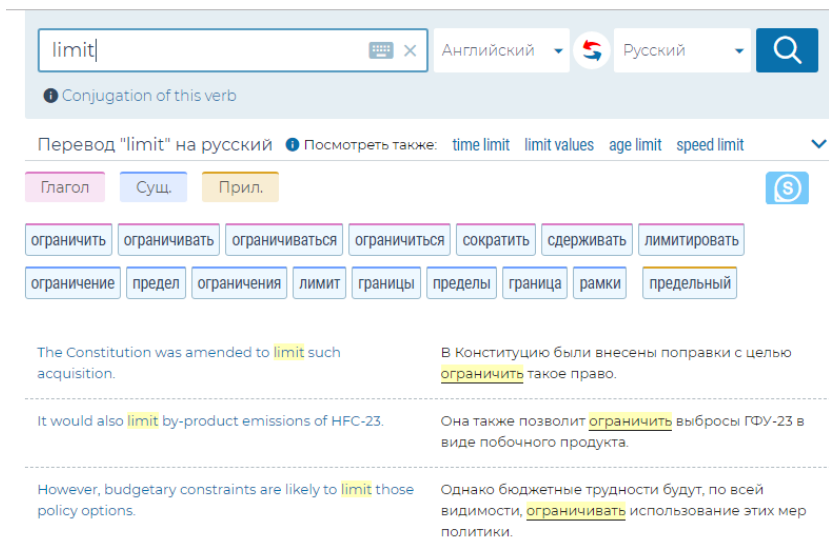 limit Английский Русский
Conjugation of this verb
Перевод "limit" на русский Посмотреть также: time limit limit values age limit speed limit
Глагол Сущ. Прил.
ограничить ограничивать ограничиваться ограничиться сократить сдерживать лимитировать
ограничение предел ограничения лимит границы пределы граница рамки предельный
The Constitution was amended to limit such
acquisition.
В Конституцию были внесены поправки с целью
ограничить такое право.
It would also limit by-product emissions of HFC-23.
Она также позволит ограничить выбросы ГФУ-23 в
виде побочного продукта.
However, budgetary constraints are likely to limit those
policy options.
Однако бюджетные трудности будут, по всей
видимости, ограничивать использование этих мер
политики.